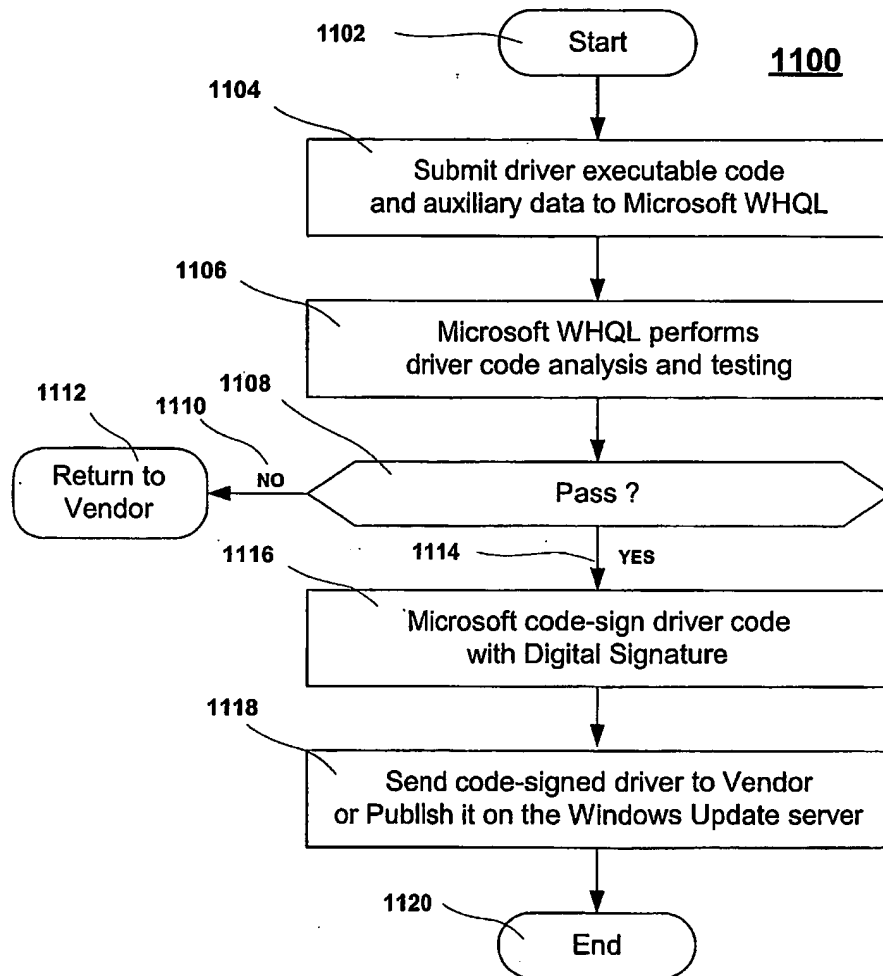 1102
Start
1100
1104
Submit driver executable code
and auxiliary data to Microsoft WHQL
1106
Microsoft WHQL performs
driver code analysis and testing
1108
1112
1110
Return to
Vendor
NO
Pass ?
1114
YES
1116
Microsoft code-sign driver code
with Digital Signature
1118
Send code-signed driver to Vendor
or Publish it on the Windows Update server
1120
End